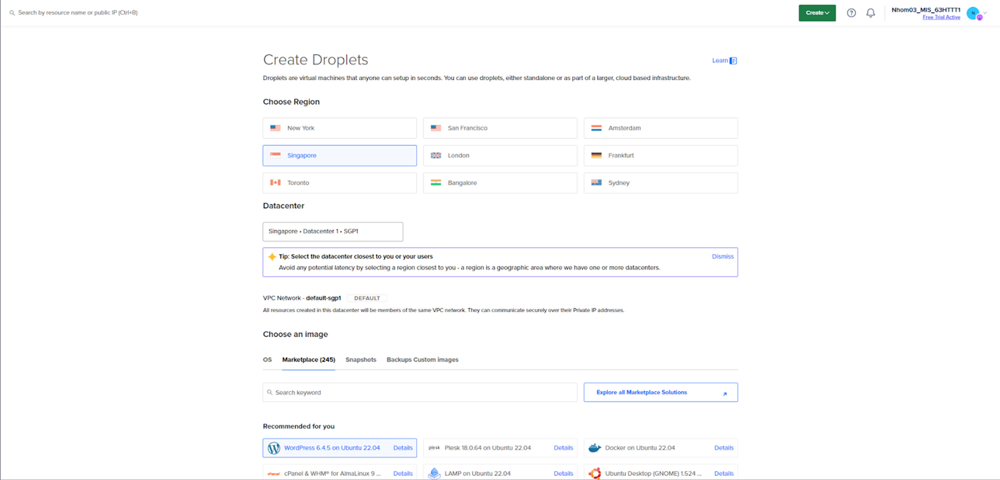 Search by resource name or public IP (Ctrl+B)
Create
Nhom03_MIS_63HTTT1
Free Trial Active
N
Create Droplets
Learn
Droplets are virtual machines that anyone can setup in seconds. You can use droplets, either standalone or as part of a larger, cloud based infrastructure.
Choose Region
New York
San Francisco
Amsterdam
Singapore
London
Frankfurt
Toronto
Bangalore
Sydney
Datacenter
Singapore • Datacenter 1 • SGP1
Tip: Select the datacenter closest to you or your users
Dismiss
Avoid any potential latency by selecting a region closest to you - a region is a geographic area where we have one or more datacenters.
VPC Network - default-sgp1 DEFAULT
All resources created in this datacenter will be members of the same VPC network. They can communicate securely over their Private IP addresses.
Choose an image
OS Marketplace (245) Snapshots Backups Custom images
Search keyword
Explore all Marketplace Solutions
Recommended for you
WordPress 6.4.5 on Ubuntu 22.04 Details
plesk Plesk 18.0.64 on Ubuntu 22.04 Details
Docker on Ubuntu 22.04 Details
cPanel cPanel & WHM® for AlmaLinux 9 ... Details
LAMP on Ubuntu 22.04 Details
Ubuntu Desktop (GNOME) 1.524 ... Details